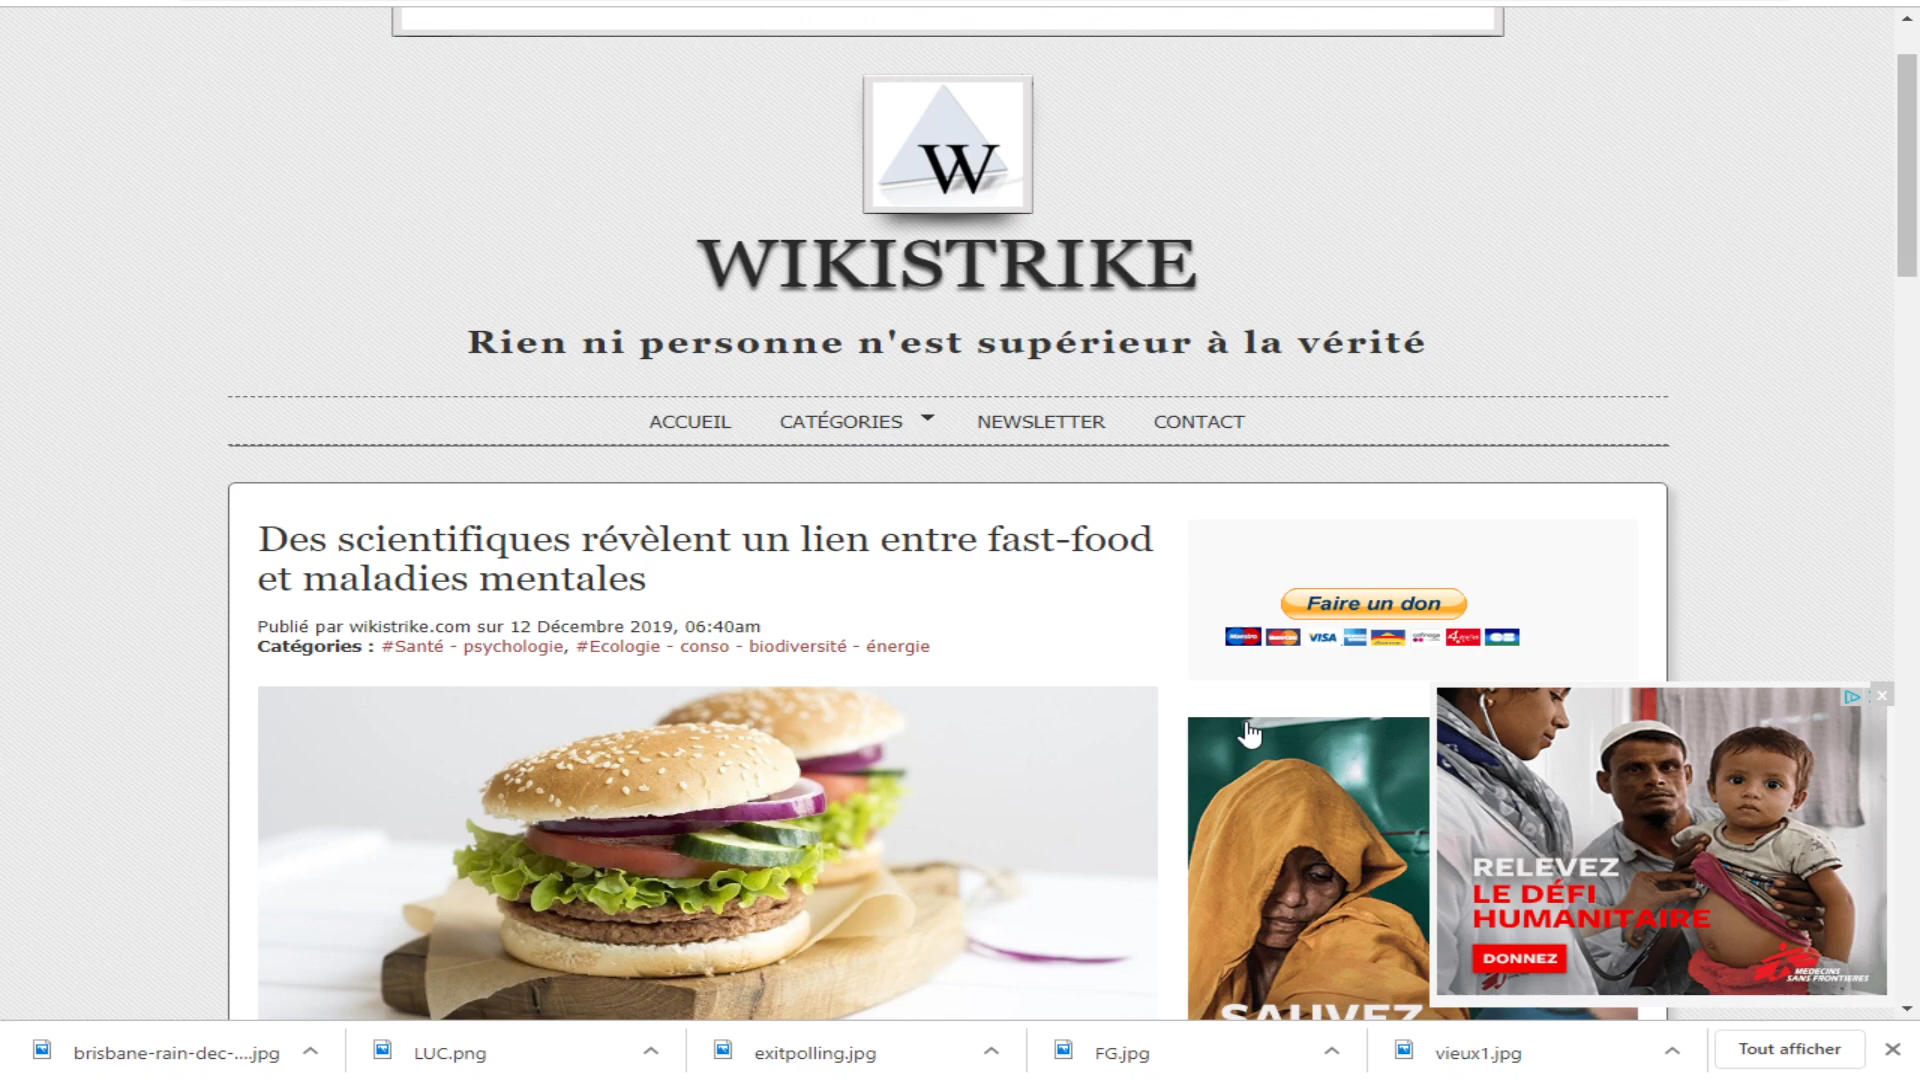 W
WIKISTRIKE
Rien ni personne n'est supérieur à la vérité
ACCUEIL CATÉGORIES NEWSLETTER CONTACT
Des scientifiques révèlent un lien entre fast-food
et maladies mentales
Publié par wikistrike.com sur 12 Décembre 2019, 06:40am
Catégories : #Santé - psychologie, #Ecologie - conso - biodiversité - énergie
Faire un don
Maestro VISA
SAUVEZ
RELEVEZ
LE DÉFI
HUMANITAIRE
DONNEZ
MEDECINS
SANS FRONTIERES
brisbane-rain-dec-....jpg LUC.png exitpolling.jpg FG.jpg vieux1.jpg Tout afficher